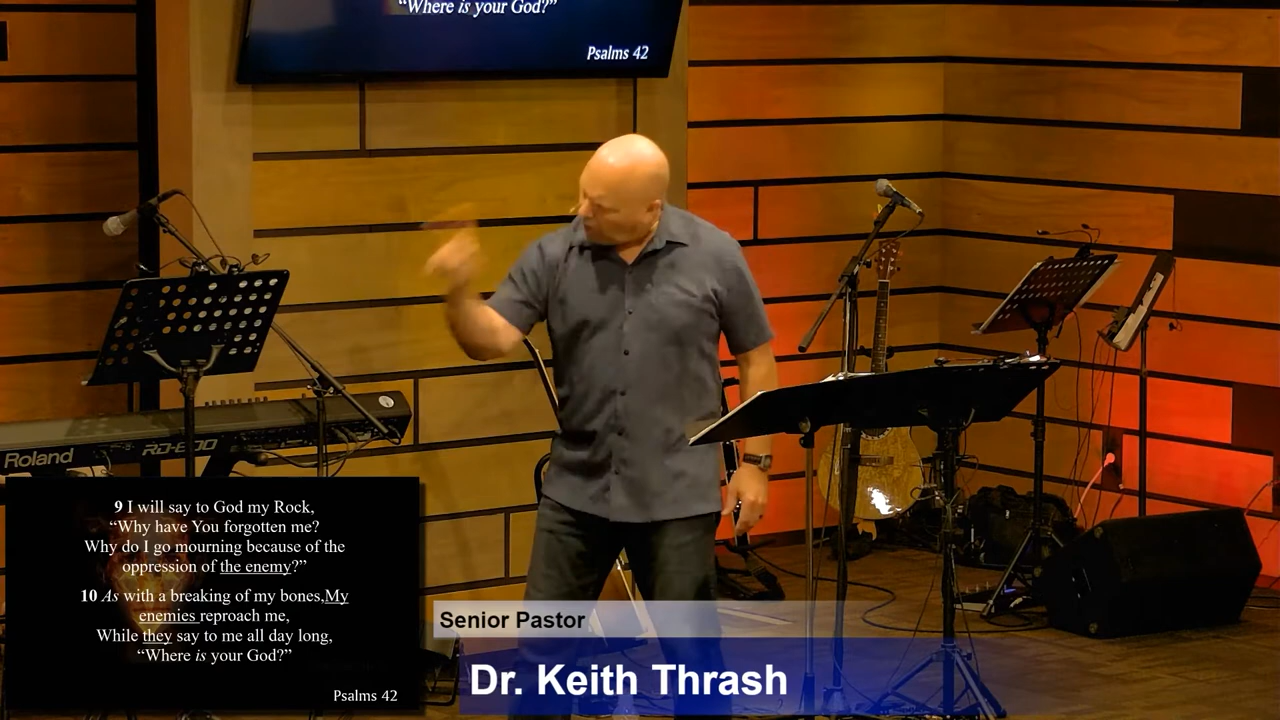 “Where is your God?”
Psalms 42
Roland
RD-800
9 I will say to God my Rock,
“Why have You forgotten me?
Why do I go mourning because of the
oppression of the enemy?”
10 As with a breaking of my bones,My
enemies reproach me,
While they say to me all day long,
“Where is your God?”
Psalms 42
Senior Pastor
Dr. Keith Thrash